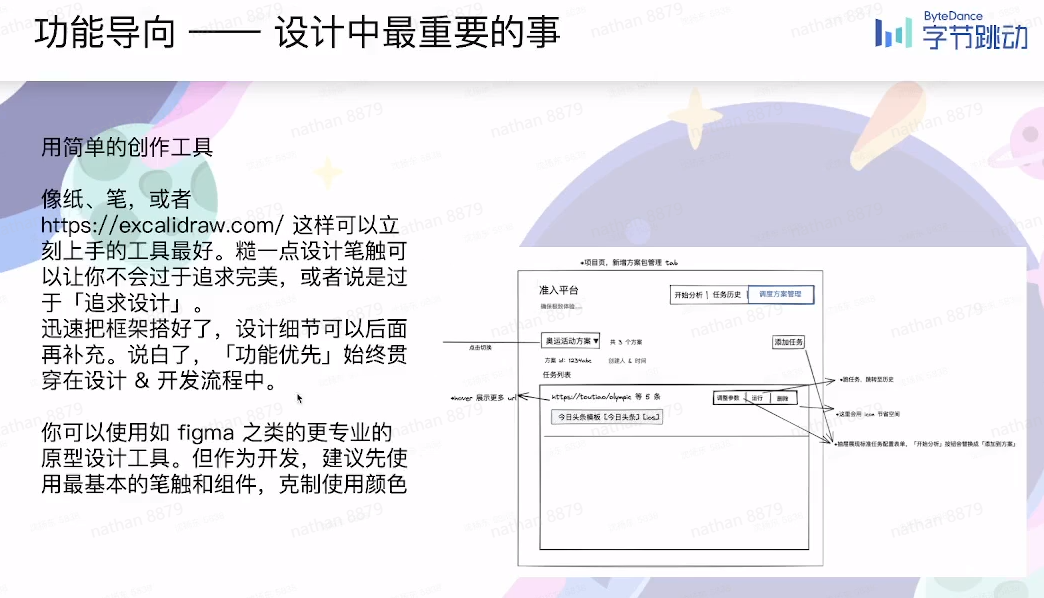 功能导向 —— 设计中最重要的事
ByteDance
字节跳动
用简单的创作工具
像纸、笔，或者
https://excalidraw.com/ 这样可以立
刻上手的工具最好。糙一点设计笔触可
以让你不会过于追求完美，或者说是过
于「追求设计」。
迅速把框架搭好了，设计细节可以后面
再补充。说白了，「功能优先」始终贯
穿在设计 & 开发流程中。
你可以使用如 figma 之类的更专业的
原型设计工具。但作为开发，建议先使
用最基本的笔触和组件，克制使用颜色
*项目页，新增方案包管理 tab
准入平台
确保极致体验...
开始分析 | 任务历史 | 调度方案管理
点击切换
奥运活动方案 ▼ 共 3 个方案
添加任务
方案 id: 1234abc 创建人 & 时间
任务列表
*hover 展示更多 url
https://toutiao/olympic 等 5 条
调整参数 运行 删除
今日头条模板 [今日头条] [ios]
*跑任务，跳转至历史
*这里会用 icon 节省空间
*抽屉展现标准任务配置表单，「开始分析」按钮会替换成「添加到方案」
nathan 8879